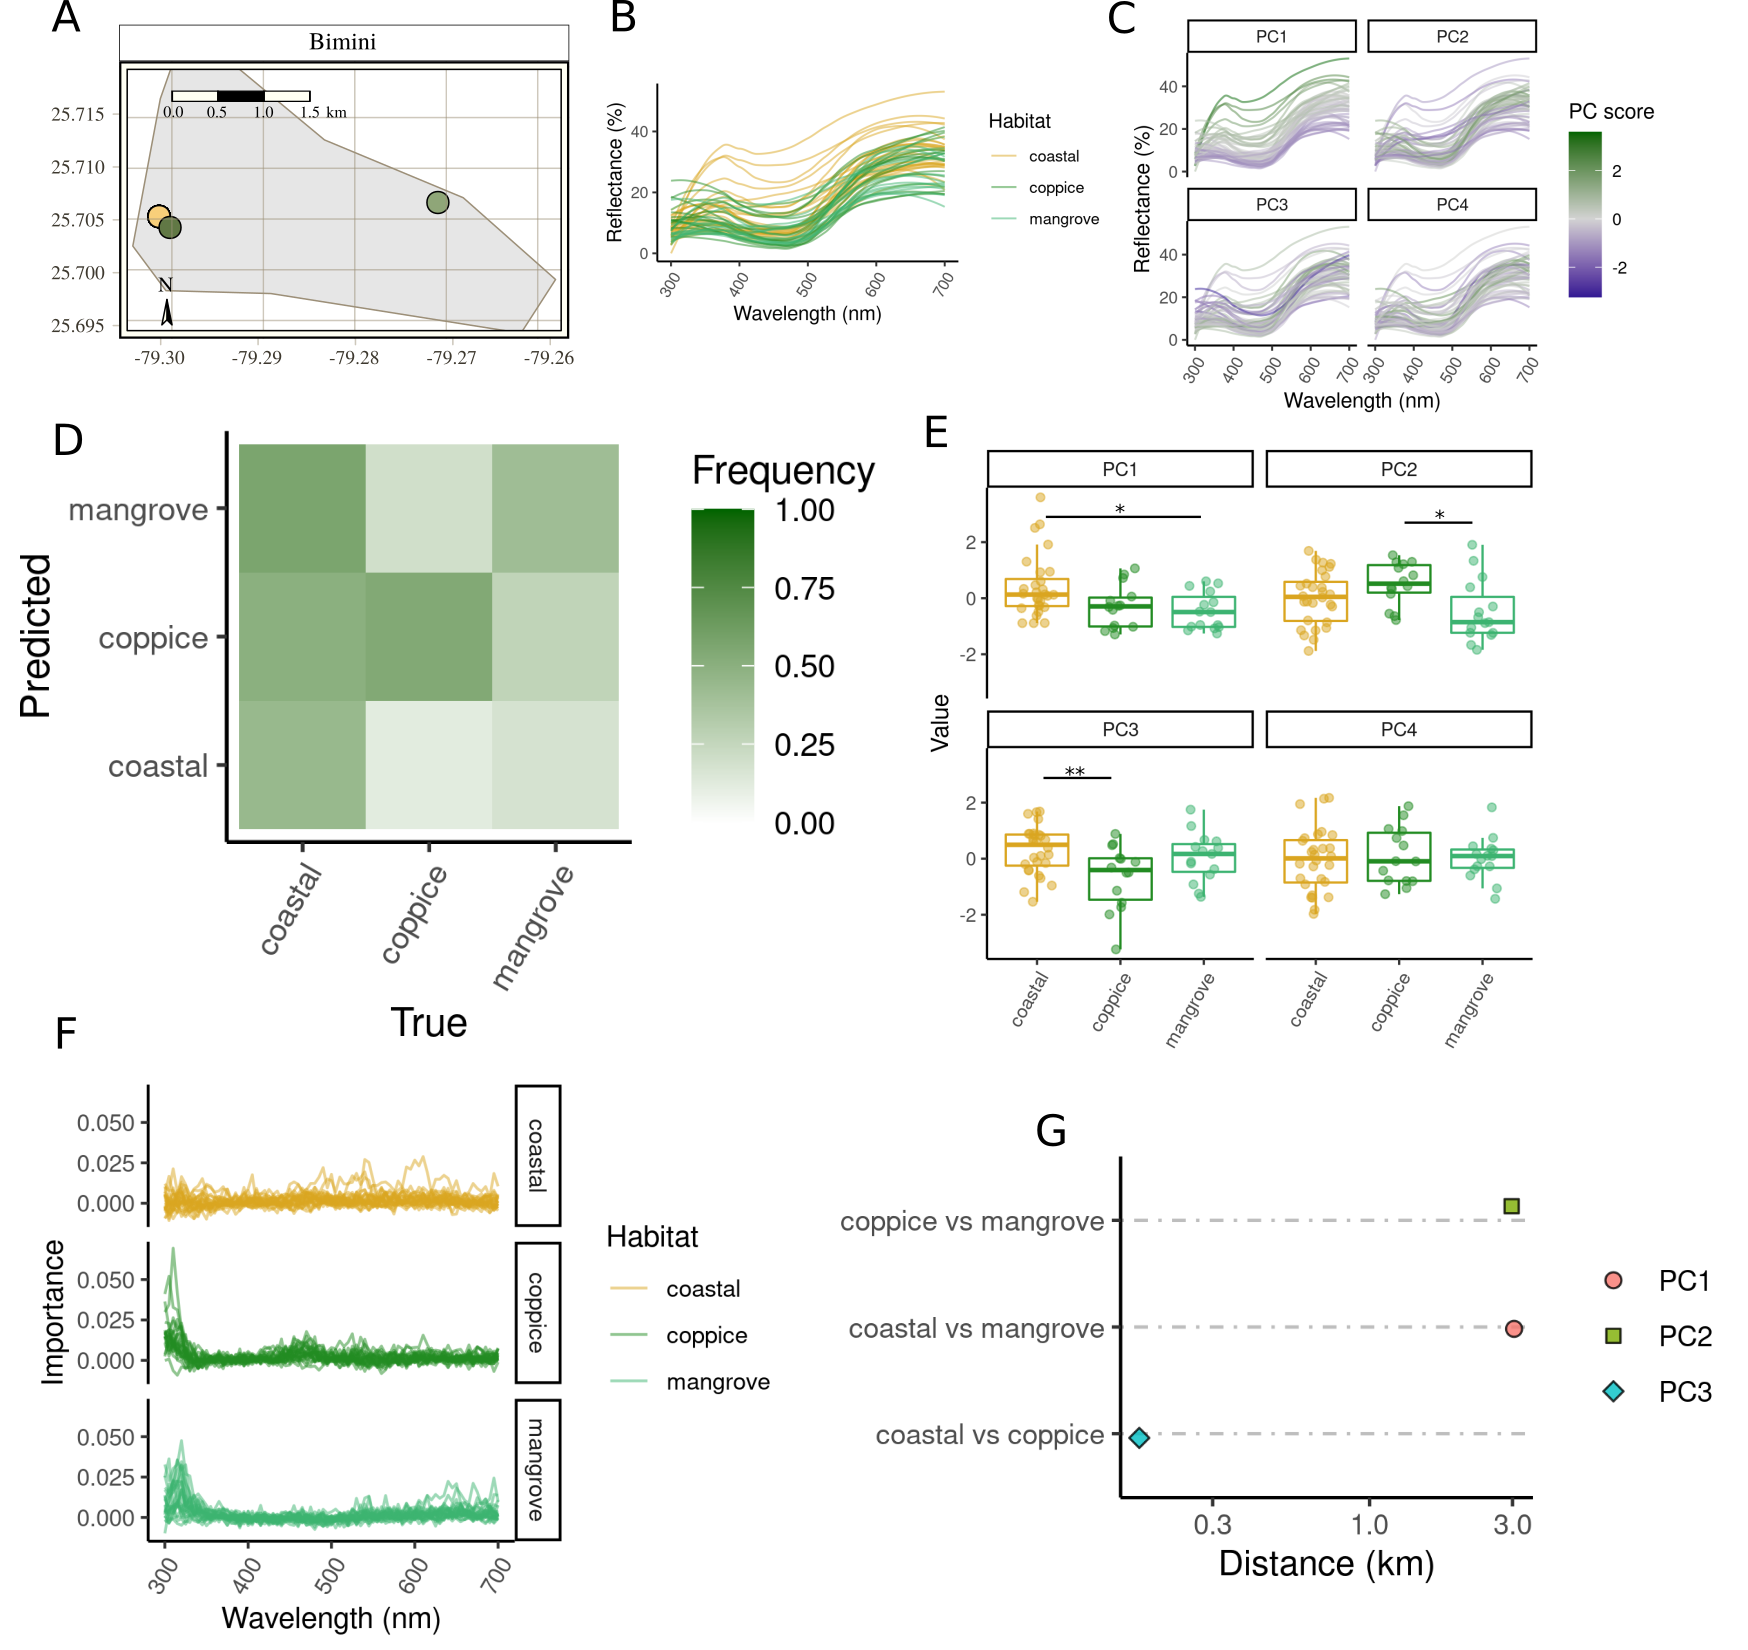 A
Bimini
0.0 0.5 1.0 1.5 km
25.715
25.710
25.705
25.700
25.695
N
-79.30 -79.29 -79.28 -79.27 -79.26
B
Reflectance (%)
40
20
0
300 400 500 600 700
Wavelength (nm)
Habitat
coastal
coppice
mangrove
C
PC1 PC2
40
20
0
PC3 PC4
40
20
0
Reflectance (%)
300 400 500 600 700 300 400 500 600 700
Wavelength (nm)
PC score
2
0
-2
D
Predicted
mangrove
coppice
coastal
coastal coppice mangrove
True
Frequency
1.00
0.75
0.50
0.25
0.00
E
PC1 PC2
* *
2
0
-2
Value
PC3 PC4
**
2
0
-2
coastal coppice mangrove coastal coppice mangrove
F
Importance
0.050
0.025
0.000
coastal
0.050
0.025
0.000
coppice
0.050
0.025
0.000
mangrove
300 400 500 600 700
Wavelength (nm)
Habitat
coastal
coppice
mangrove
G
coppice vs mangrove
coastal vs mangrove
coastal vs coppice
0.3 1.0 3.0
Distance (km)
PC1
PC2
PC3